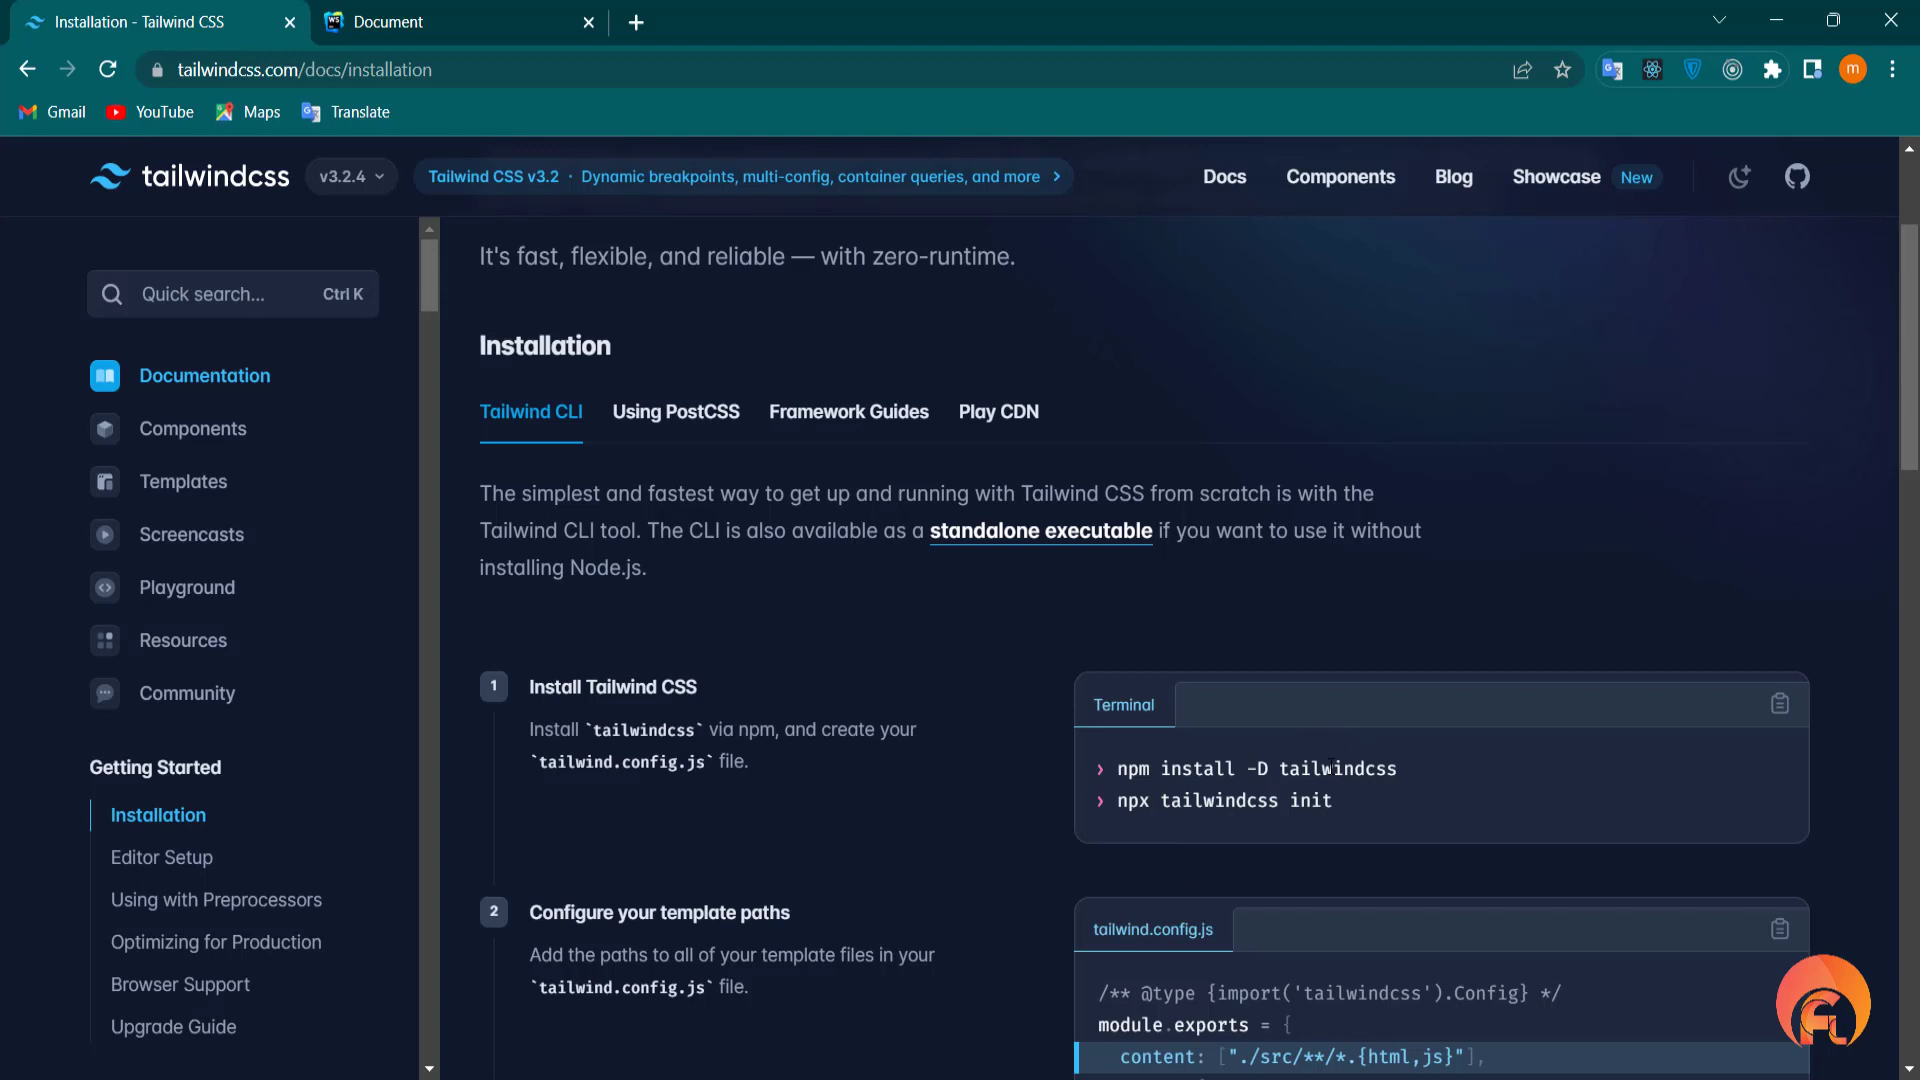 Installation - Tailwind CSS
Document
tailwindcss.com/docs/installation
m
Gmail
YouTube
Maps
Translate
tailwindcss
v3.2.4
Tailwind CSS v3.2 · Dynamic breakpoints, multi-config, container queries, and more
Docs
Components
Blog
Showcase
New
It's fast, flexible, and reliable — with zero-runtime.
Quick search...
Ctrl K
Documentation
Components
Templates
Screencasts
Playground
Resources
Community
Getting Started
Installation
Editor Setup
Using with Preprocessors
Optimizing for Production
Browser Support
Upgrade Guide
Installation
Tailwind CLI
Using PostCSS
Framework Guides
Play CDN
The simplest and fastest way to get up and running with Tailwind CSS from scratch is with the
Tailwind CLI tool. The CLI is also available as a standalone executable if you want to use it without
installing Node.js.
1
Install Tailwind CSS
Install `tailwindcss` via npm, and create your
`tailwind.config.js` file.
Terminal
› npm install -D tailwindcss
› npx tailwindcss init
2
Configure your template paths
Add the paths to all of your template files in your
`tailwind.config.js` file.
tailwind.config.js
/** @type {import('tailwindcss').Config} */
module.exports = {
content: ["./src/**/*.{html,js}"],